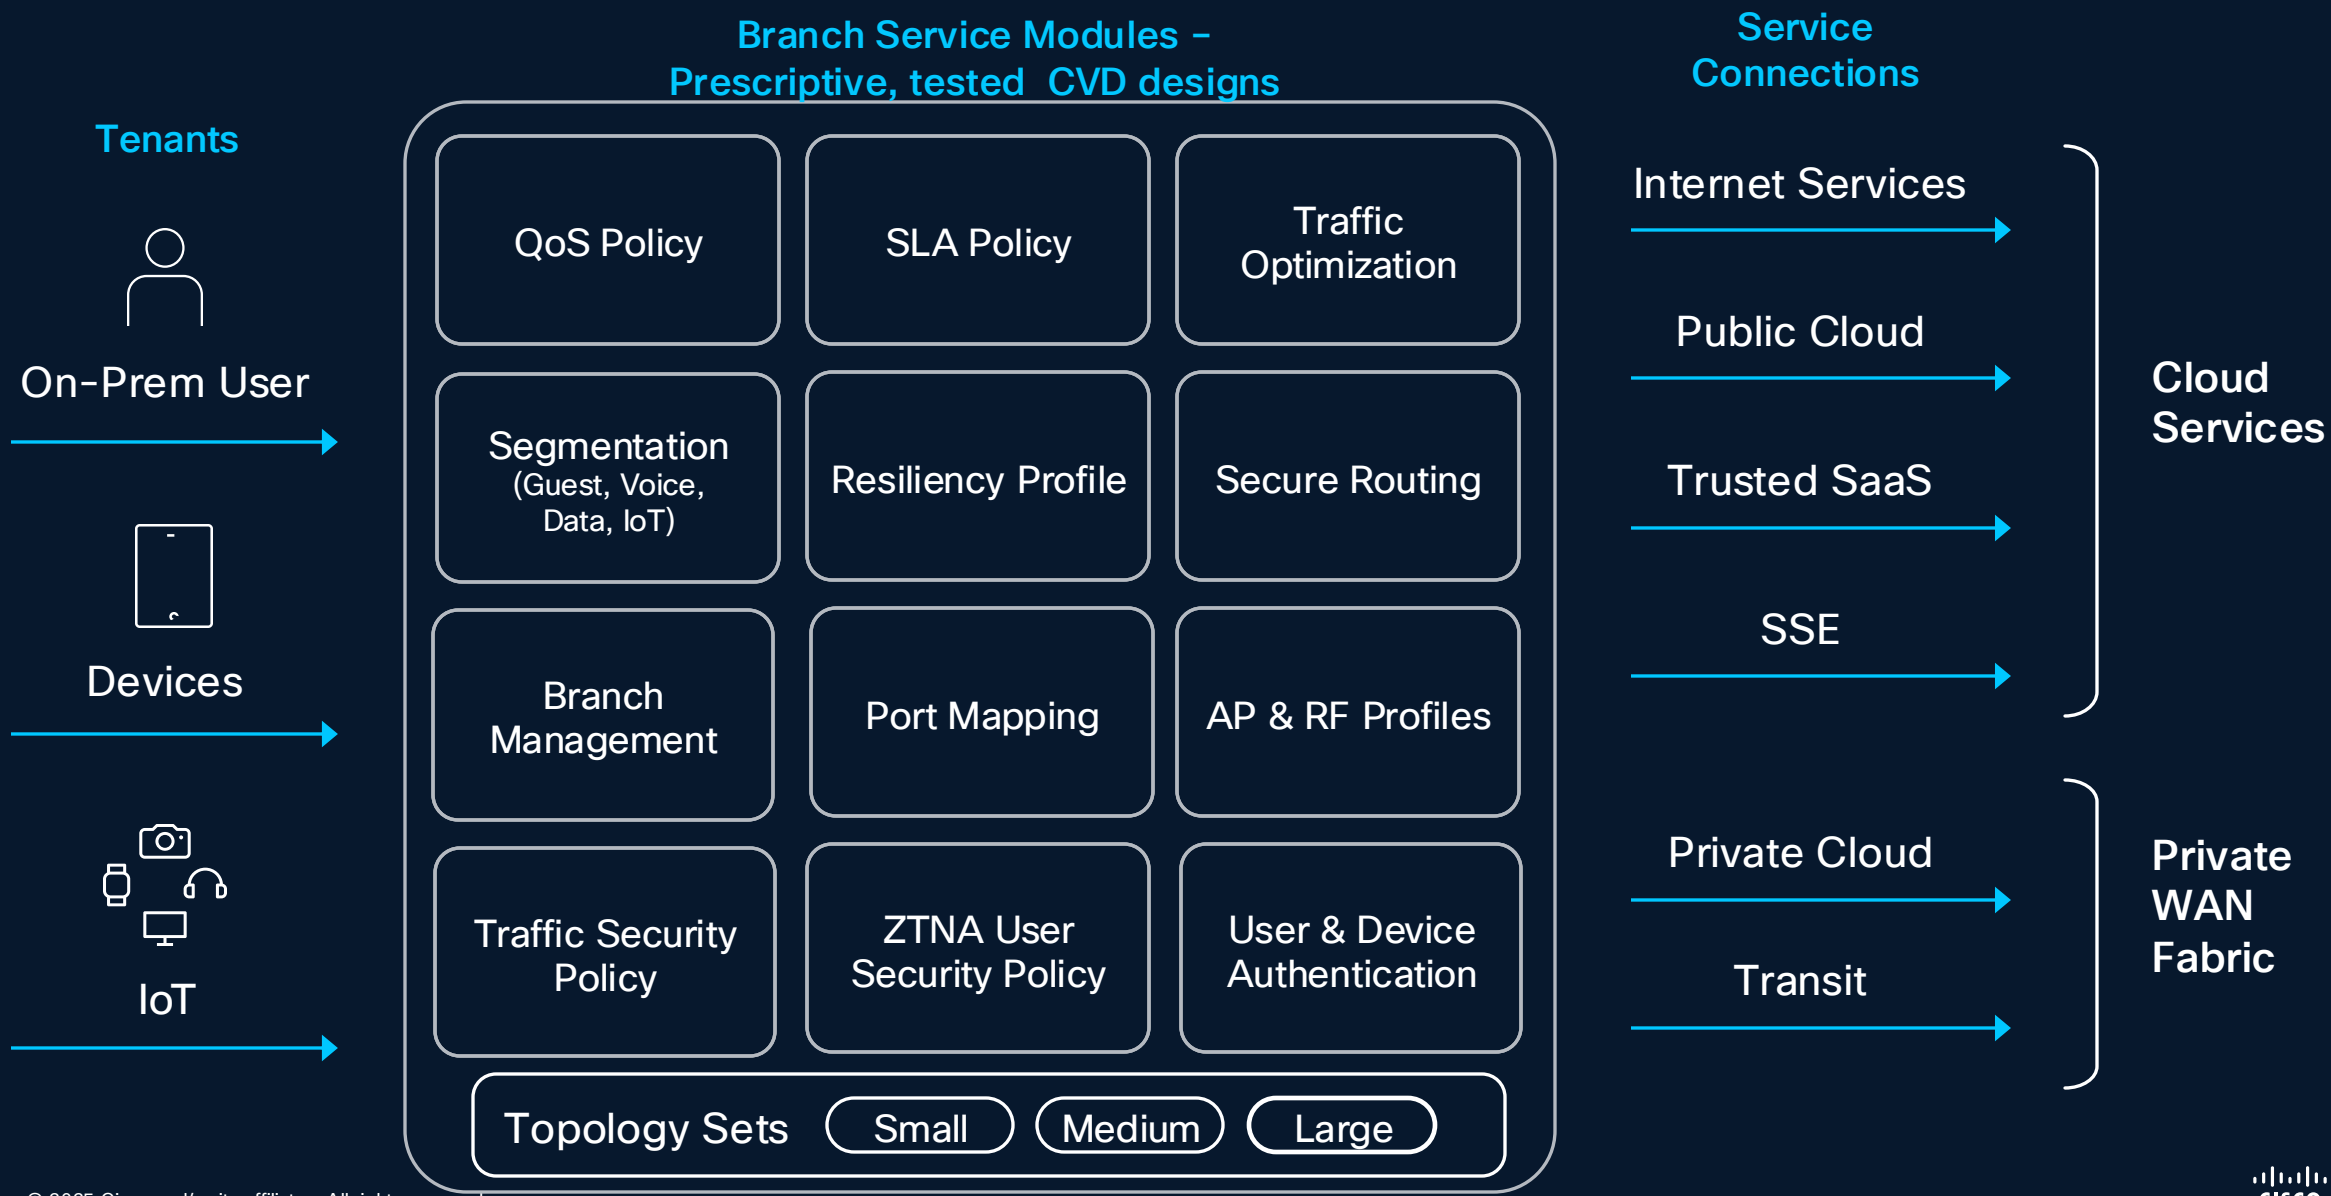 Branch Service Modules –
Prescriptive, tested CVD designs
Service
Connections
Tenants
On-Prem User
Devices
IoT
QoS Policy
SLA Policy
Traffic
Optimization
Segmentation
(Guest, Voice,
Data, IoT)
Resiliency Profile
Secure Routing
Branch
Management
Port Mapping
AP & RF Profiles
Traffic Security
Policy
ZTNA User
Security Policy
User & Device
Authentication
Topology Sets
Small
Medium
Large
Internet Services
Public Cloud
Trusted SaaS
SSE
Cloud
Services
Private Cloud
Transit
Private
WAN
Fabric